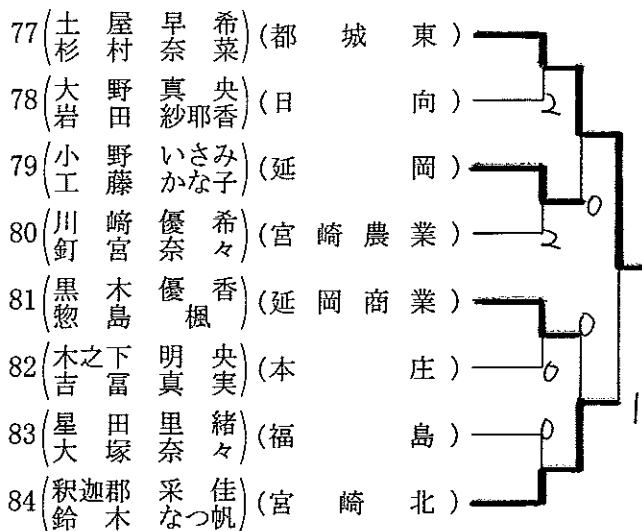 77(土屋早希 杉村奈菜)(都城東)
2
78(大野真央 岩田紗耶香)(日向)
79(小野いさみ 工藤かな子)(延岡)
0
2
80(川﨑優希 釘宮奈々)(宮崎農業)
81(黒木優香 惣島楓)(延岡商業)
0
0
82(木之下明央 吉冨真実)(本庄)
1
83(星田里緒 大塚奈々)(福島)
0
84(釈迦郡采佳 鈴木なつ帆)(宮崎北)